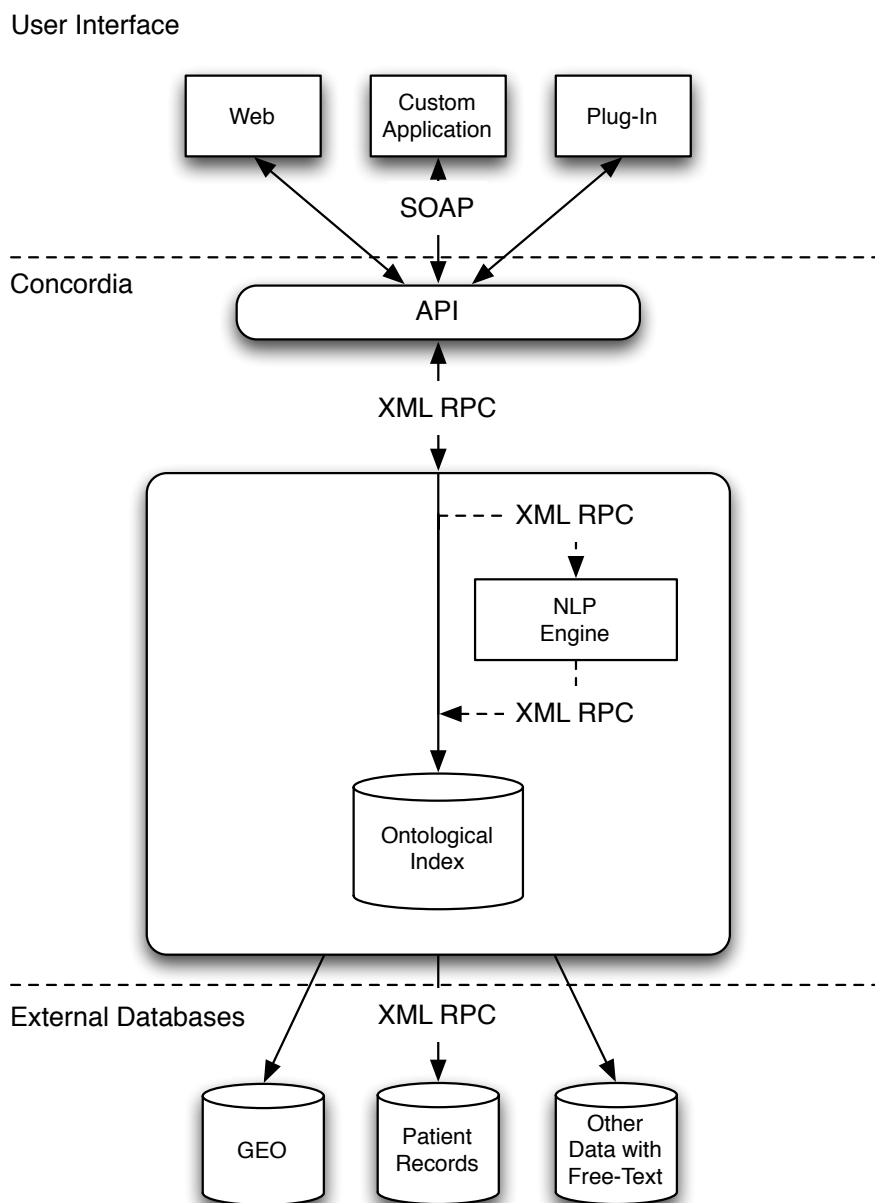 User Interface
Web
Custom
Application
Plug-In
SOAP
Concordia
API
XML RPC
XML RPC
NLP
Engine
XML RPC
Ontological
Index
External Databases
XML RPC
GEO
Patient
Records
Other
Data with
Free-Text